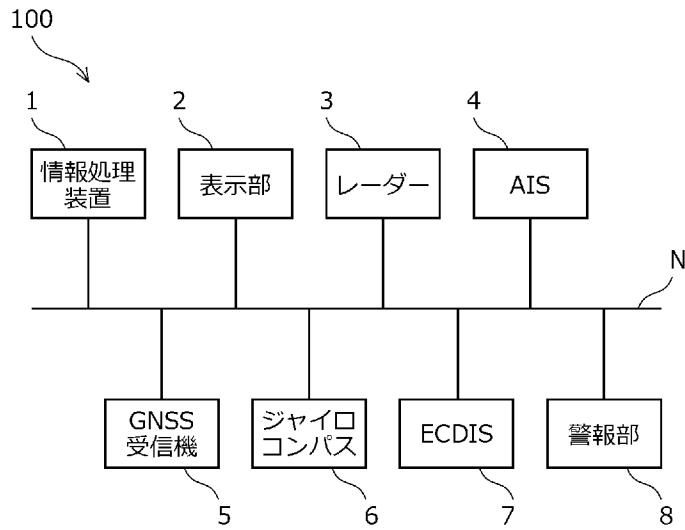 100
1
2
3
4
情報処理
装置
表示部
レーダー
AIS
N
GNSS
受信機
ジャイロ
コンパス
ECDIS
警報部
5
6
7
8